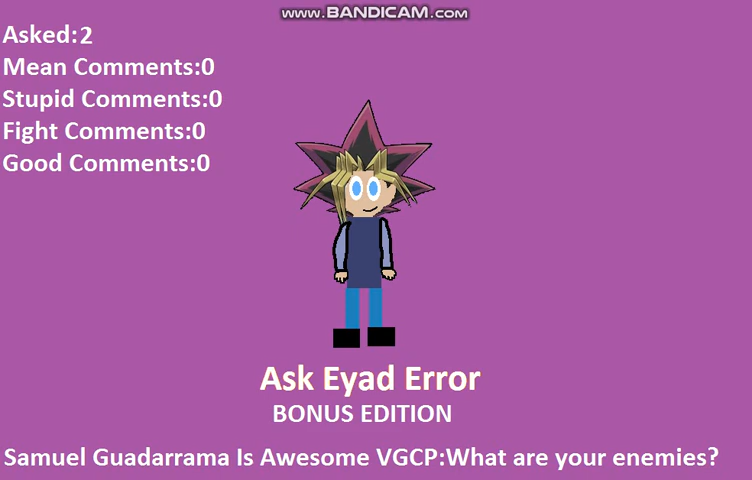 www.BANDICAM.com
Asked:2
Mean Comments:0
Stupid Comments:0
Fight Comments:0
Good Comments:0
Ask Eyad Error
BONUS EDITION
Samuel Guadarrama Is Awesome VGCP:What are your enemies?